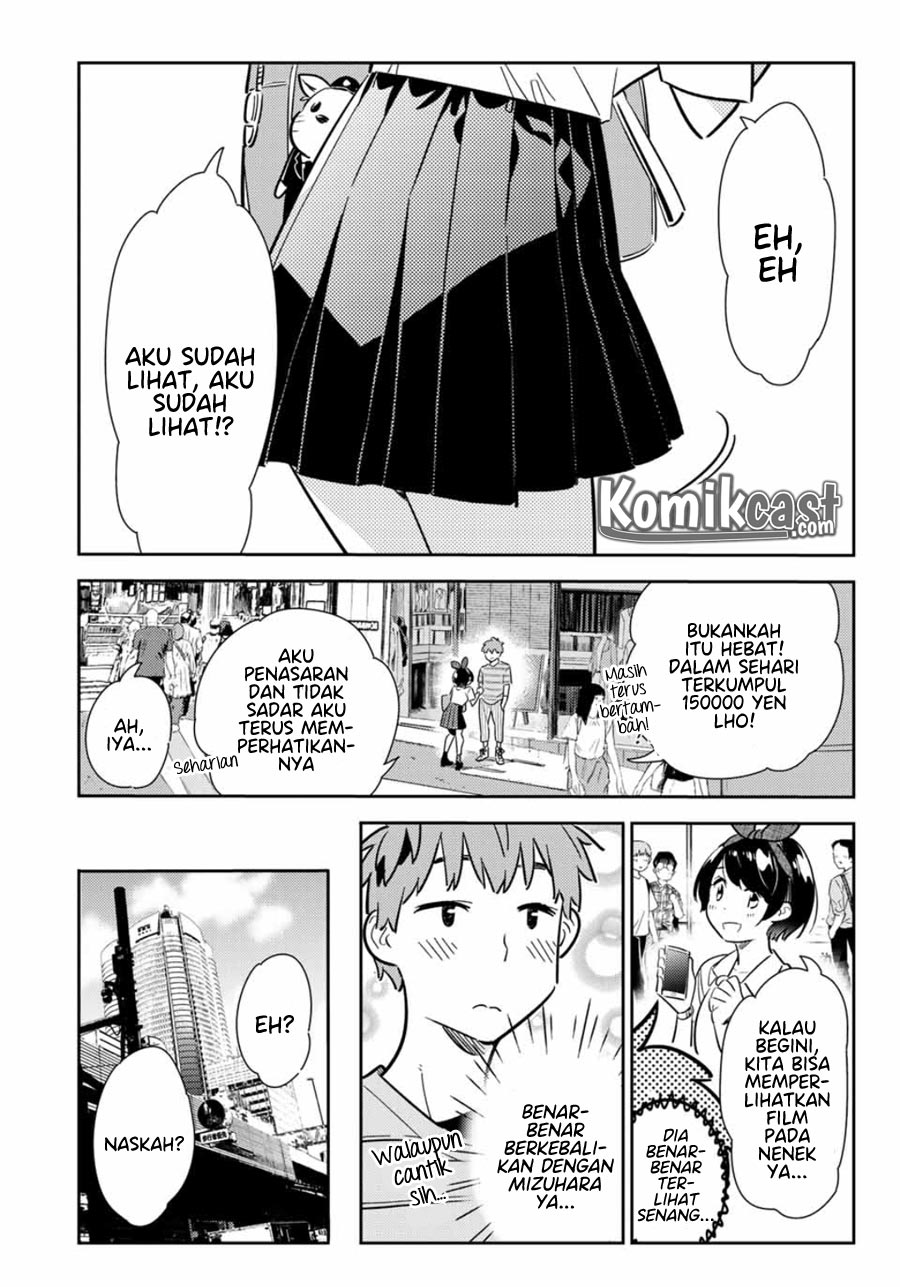 EH,
EH
AKU SUDAH
LIHAT, AKU
SUDAH
LIHAT!?
Komikcast
.com
BUKANKAH
ITU HEBAT!
DALAM SEHARI
TERKUMPUL
150000 YEN
LHO!
Masih
terus
bertam-
bah!
AKU
PENASARAN
DAN TIDAK
SADAR AKU
TERUS MEM-
PERHATIKAN-
NYA
Seharian
AH,
IYA...
KALAU
BEGINI,
KITA BISA
MEMPER-
LIHATKAN
FILM PADA
NENEK
YA...
DIA
BENAR-
BENAR
TER-
LIHAT
SENANG...
BENAR-
BENAR
BERKEBALI-
KAN DENGAN
MIZUHARA
YA...
Walaupun
cantik
sih...
EH?
NASKAH?